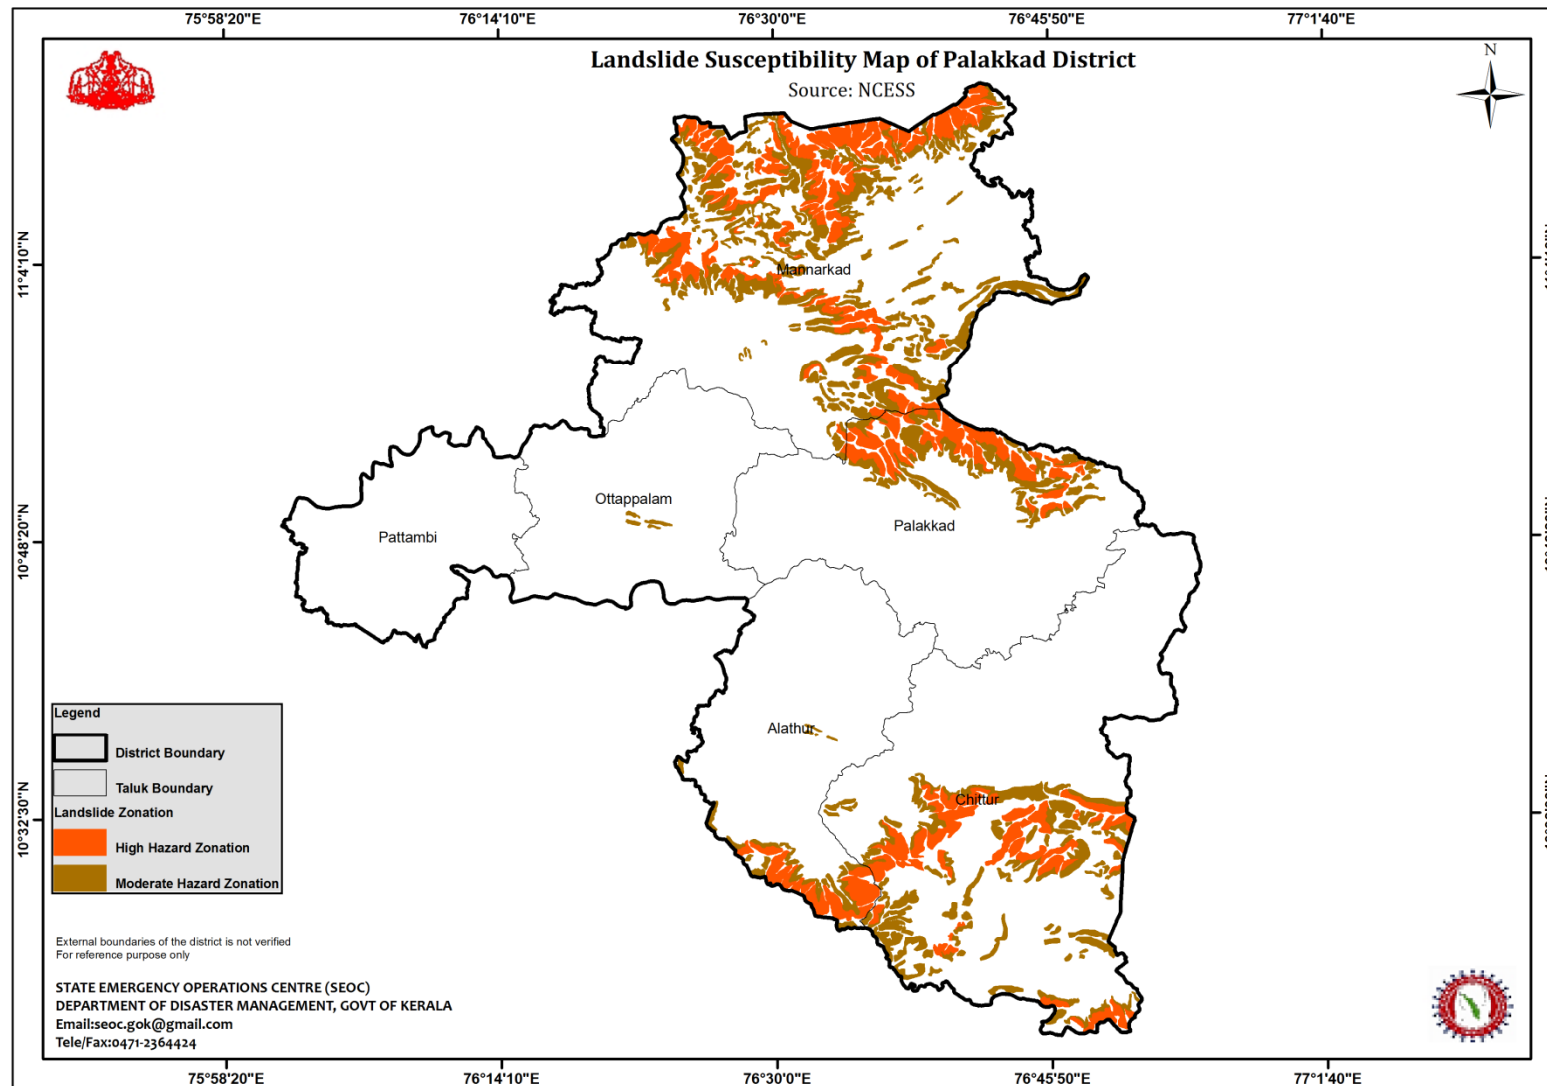 75°58'20"E 76°14'10"E 76°30'0"E 76°45'50"E 77°1'40"E
Landslide Susceptibility Map of Palakkad District
Source: NCESS
N
11°4'10"N
Mannarkad
Ottappalam
Palakkad
Pattambi
10°48'20"N
Alathur
Chittur
10°32'30"N
Legend
District Boundary
Taluk Boundary
Landslide Zonation
High Hazard Zonation
Moderate Hazard Zonation
External boundaries of the district is not verified
For reference purpose only
STATE EMERGENCY OPERATIONS CENTRE (SEOC)
DEPARTMENT OF DISASTER MANAGEMENT, GOVT OF KERALA
Email:seoc.gok@gmail.com
Tele/Fax:0471-2364424
75°58'20"E 76°14'10"E 76°30'0"E 76°45'50"E 77°1'40"E